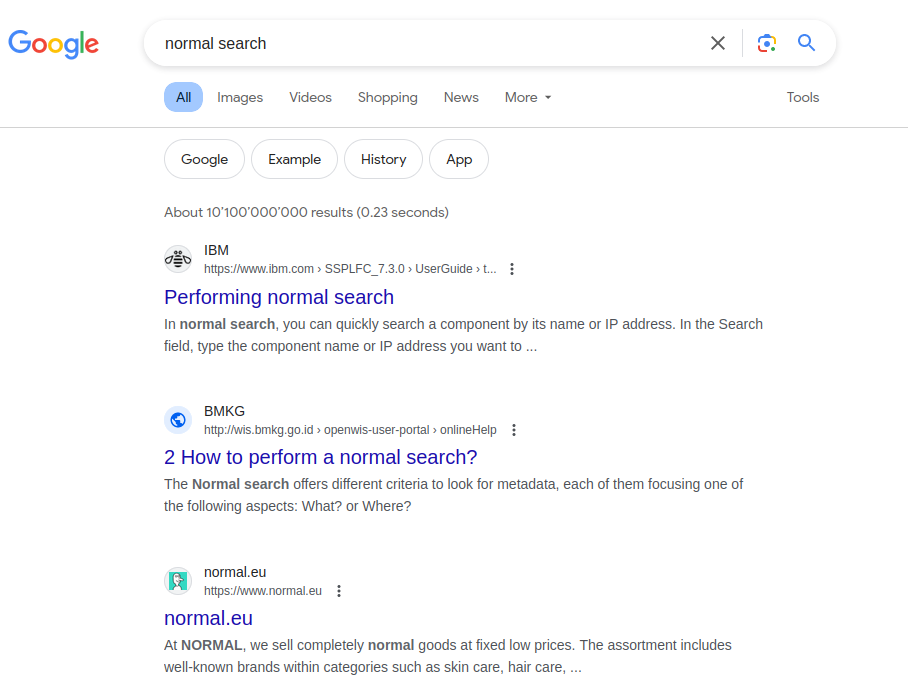 Google
normal search
All Images Videos Shopping News More Tools
Google Example History App
About 10'100'000'000 results (0.23 seconds)
IBM
https://www.ibm.com › SSPLFC_7.3.0 › UserGuide › t...
Performing normal search
In normal search, you can quickly search a component by its name or IP address. In the Search
field, type the component name or IP address you want to ...
BMKG
http://wis.bmkg.go.id › openwis-user-portal › onlineHelp
2 How to perform a normal search?
The Normal search offers different criteria to look for metadata, each of them focusing one of
the following aspects: What? or Where?
normal.eu
https://www.normal.eu
normal.eu
At NORMAL, we sell completely normal goods at fixed low prices. The assortment includes
well-known brands within categories such as skin care, hair care, ...